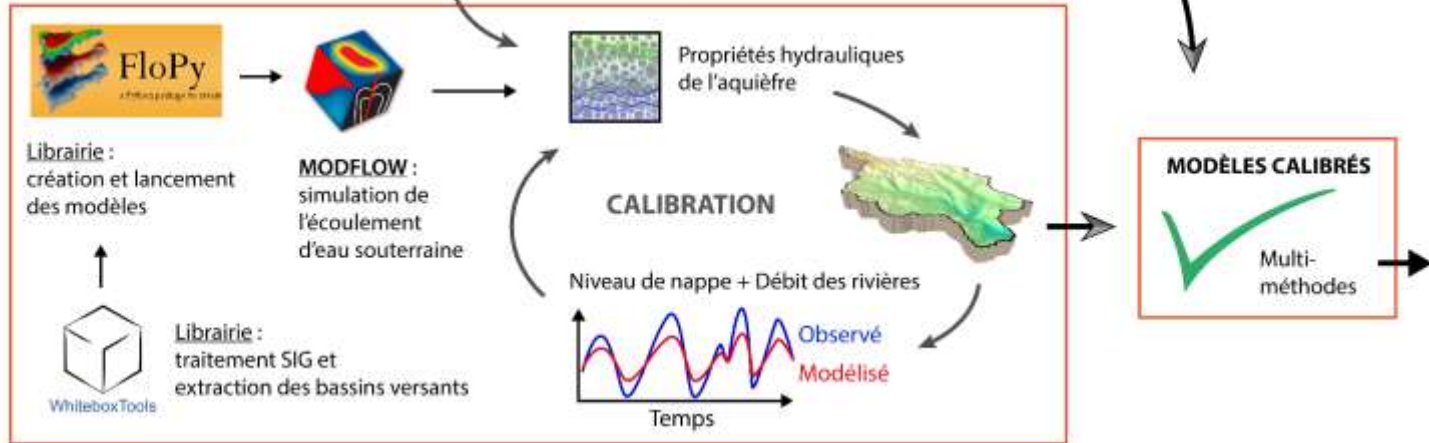 FloPy
Librairie :
création et lancement
des modèles
MODFLOW :
simulation de
l'écoulement
d'eau souterraine
WhiteboxTools
Librairie :
traitement SIG et
extraction des bassins versants
Propriétés hydrauliques
de l'aquièfre
CALIBRATION
Niveau de nappe + Débit des rivières
Observé
Modélisé
Temps
MODÈLES CALIBRÉS
Multi-
méthodes